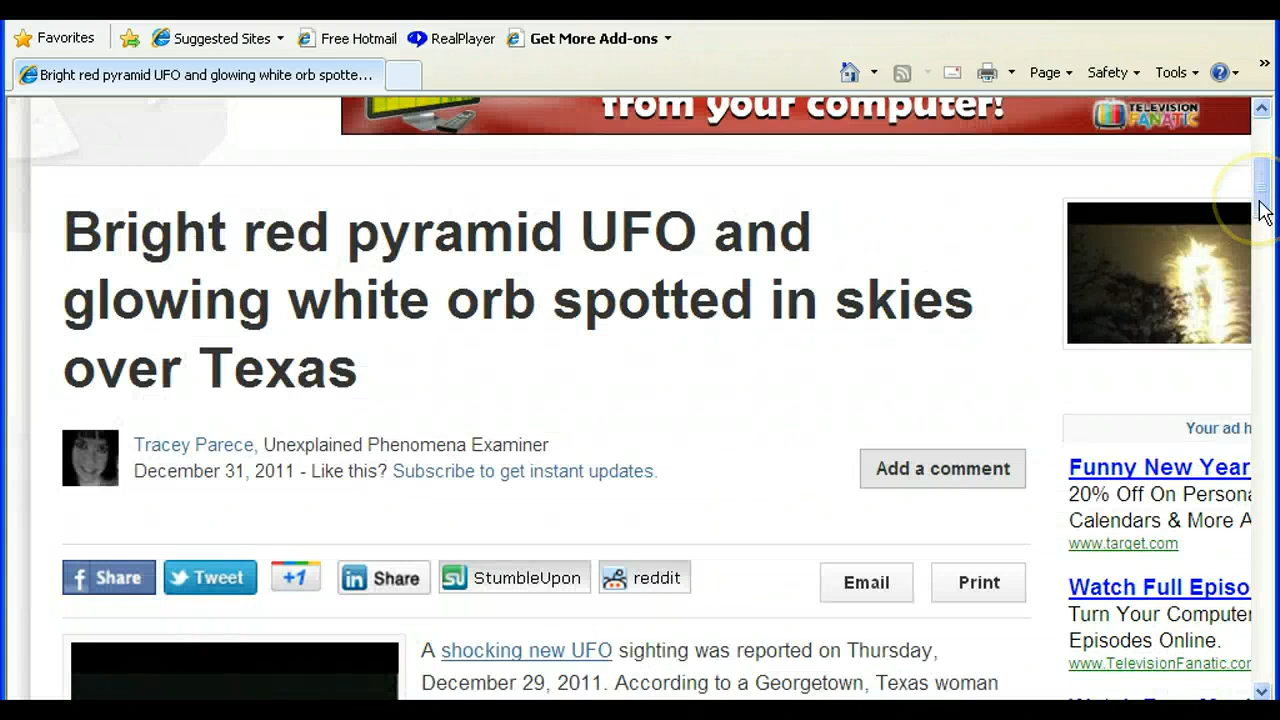 Favorites Suggested Sites Free Hotmail RealPlayer Get More Add-ons
Bright red pyramid UFO and glowing white orb spotte... Page Safety Tools
from your computer!
TELEVISION
FANATIC
Bright red pyramid UFO and
glowing white orb spotted in skies
over Texas
Tracey Parece, Unexplained Phenomena Examiner
December 31, 2011 - Like this? Subscribe to get instant updates.
Add a comment
Share Tweet +1 Share StumbleUpon reddit Email Print
A shocking new UFO sighting was reported on Thursday,
December 29, 2011. According to a Georgetown, Texas woman
Your ad h
Funny New Year
20% Off On Persona
Calendars & More A
www.target.com
Watch Full Episo
Turn Your Computer
Episodes Online.
www.TelevisionFanatic.cor